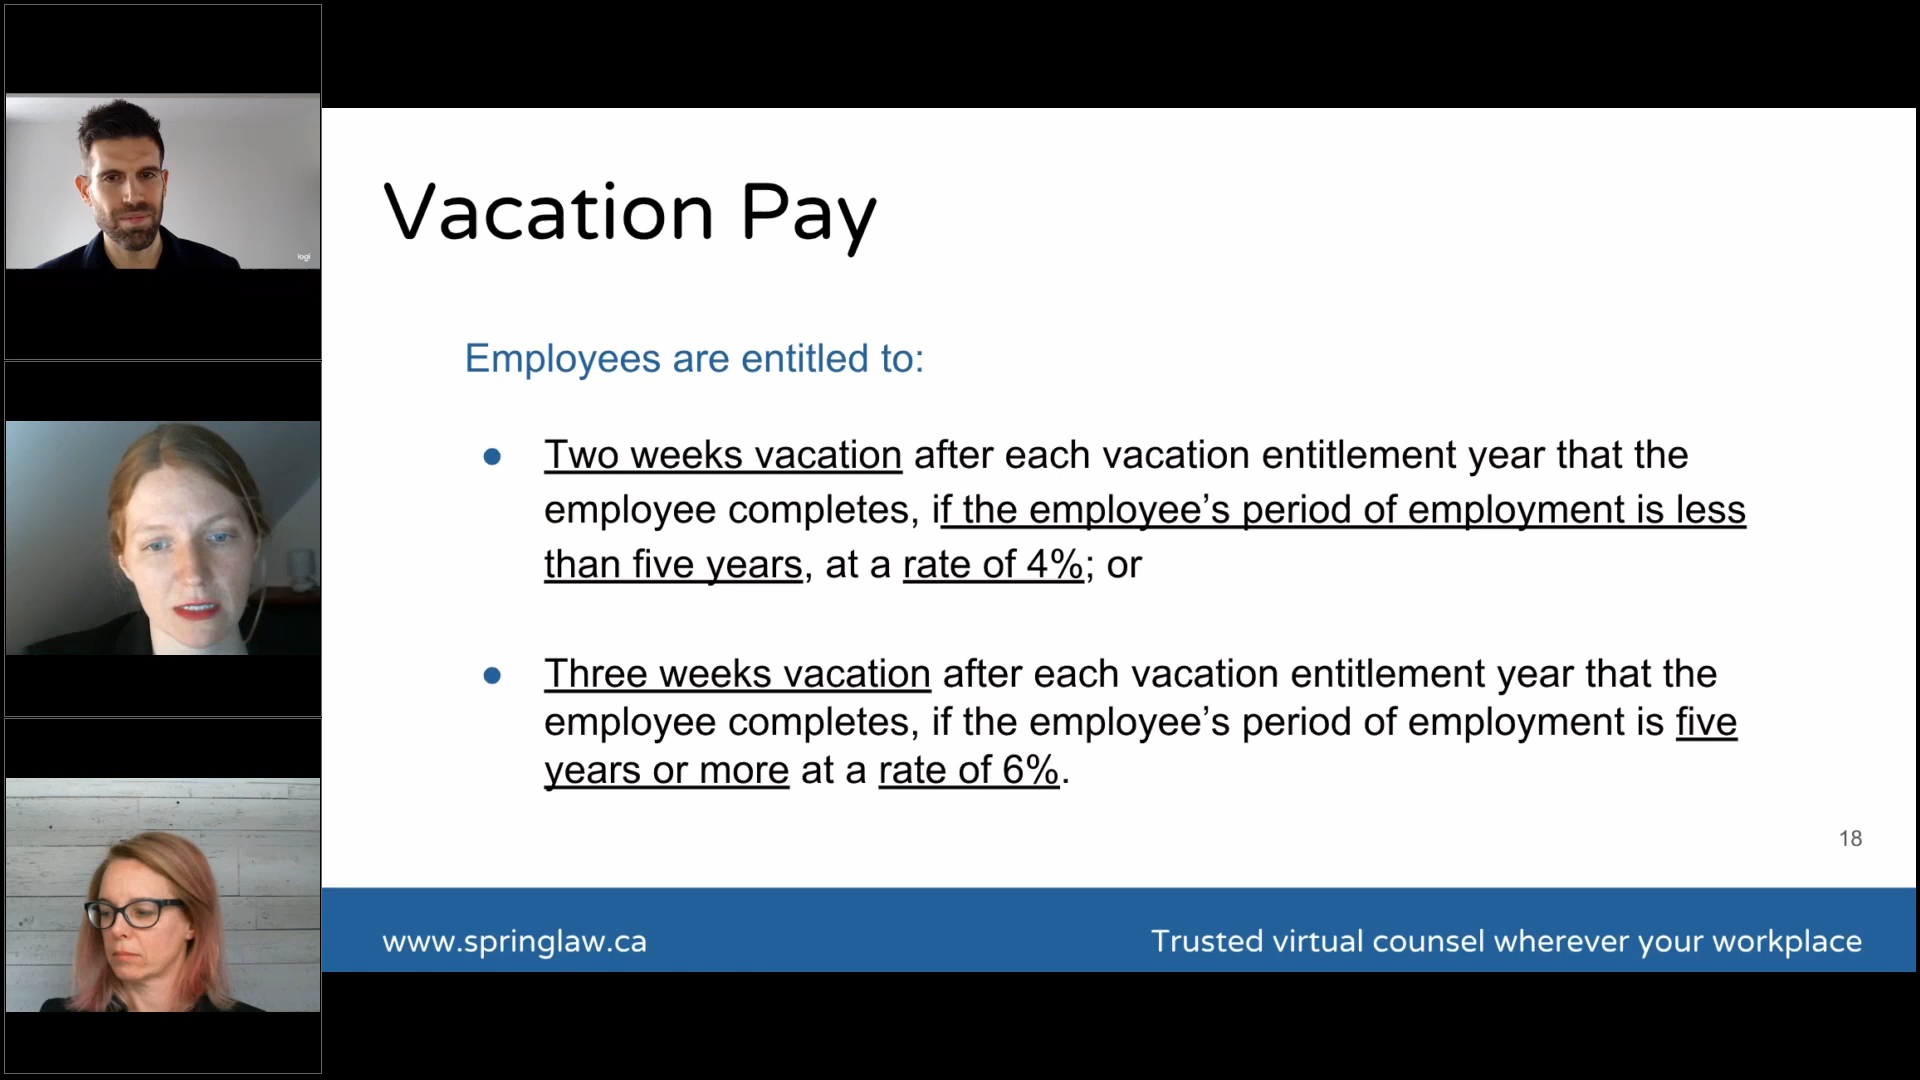 logi
Vacation Pay
Employees are entitled to:
● Two weeks vacation after each vacation entitlement year that the
employee completes, if the employee’s period of employment is less
than five years, at a rate of 4%; or
● Three weeks vacation after each vacation entitlement year that the
employee completes, if the employee’s period of employment is five
years or more at a rate of 6%.
18
www.springlaw.ca
Trusted virtual counsel wherever your workplace